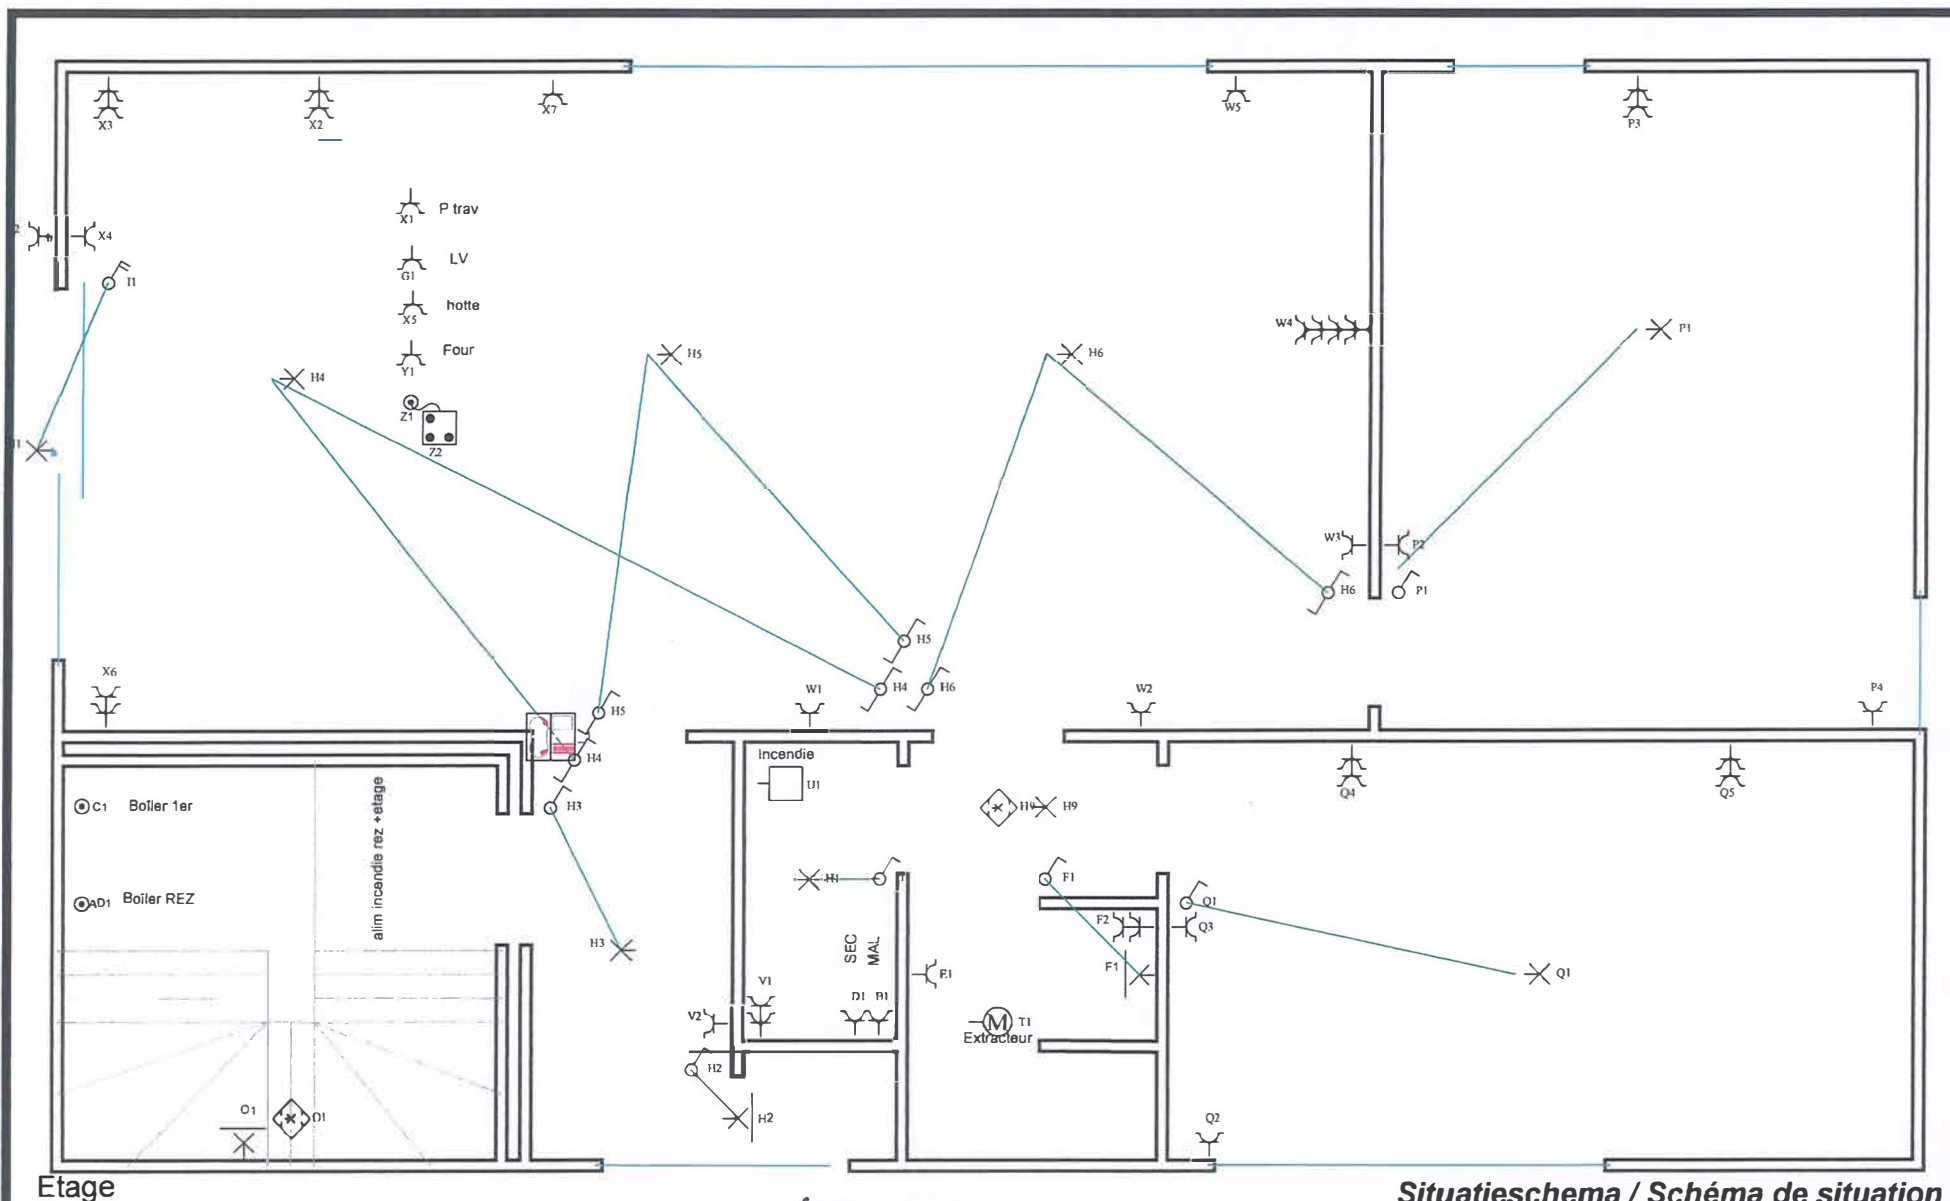 X3
X2
X7
W5
P3
X4
I1
X1 P trav
G1 LV
X5 hotte
Y1 Four
Z1
Z2
H4
H5
H6
W4
P1
W3
P2
H6
P1
H5
H4
H6
X6
H5
W1
W2
P4
H4
Incendie
U1
Q4
Q5
C1 Boiler 1er
H3
H9
H9
alim incendie rez +etage
AD1 Boiler REZ
H1
F1
Q1
F2
Q3
H3
SEC
MAL
E1
F1
Q1
V1
D1
B1
V2
T1
M
Extracteur
H2
H2
O1
O1
Q2
Etage
Situatieschema / Schéma de situation